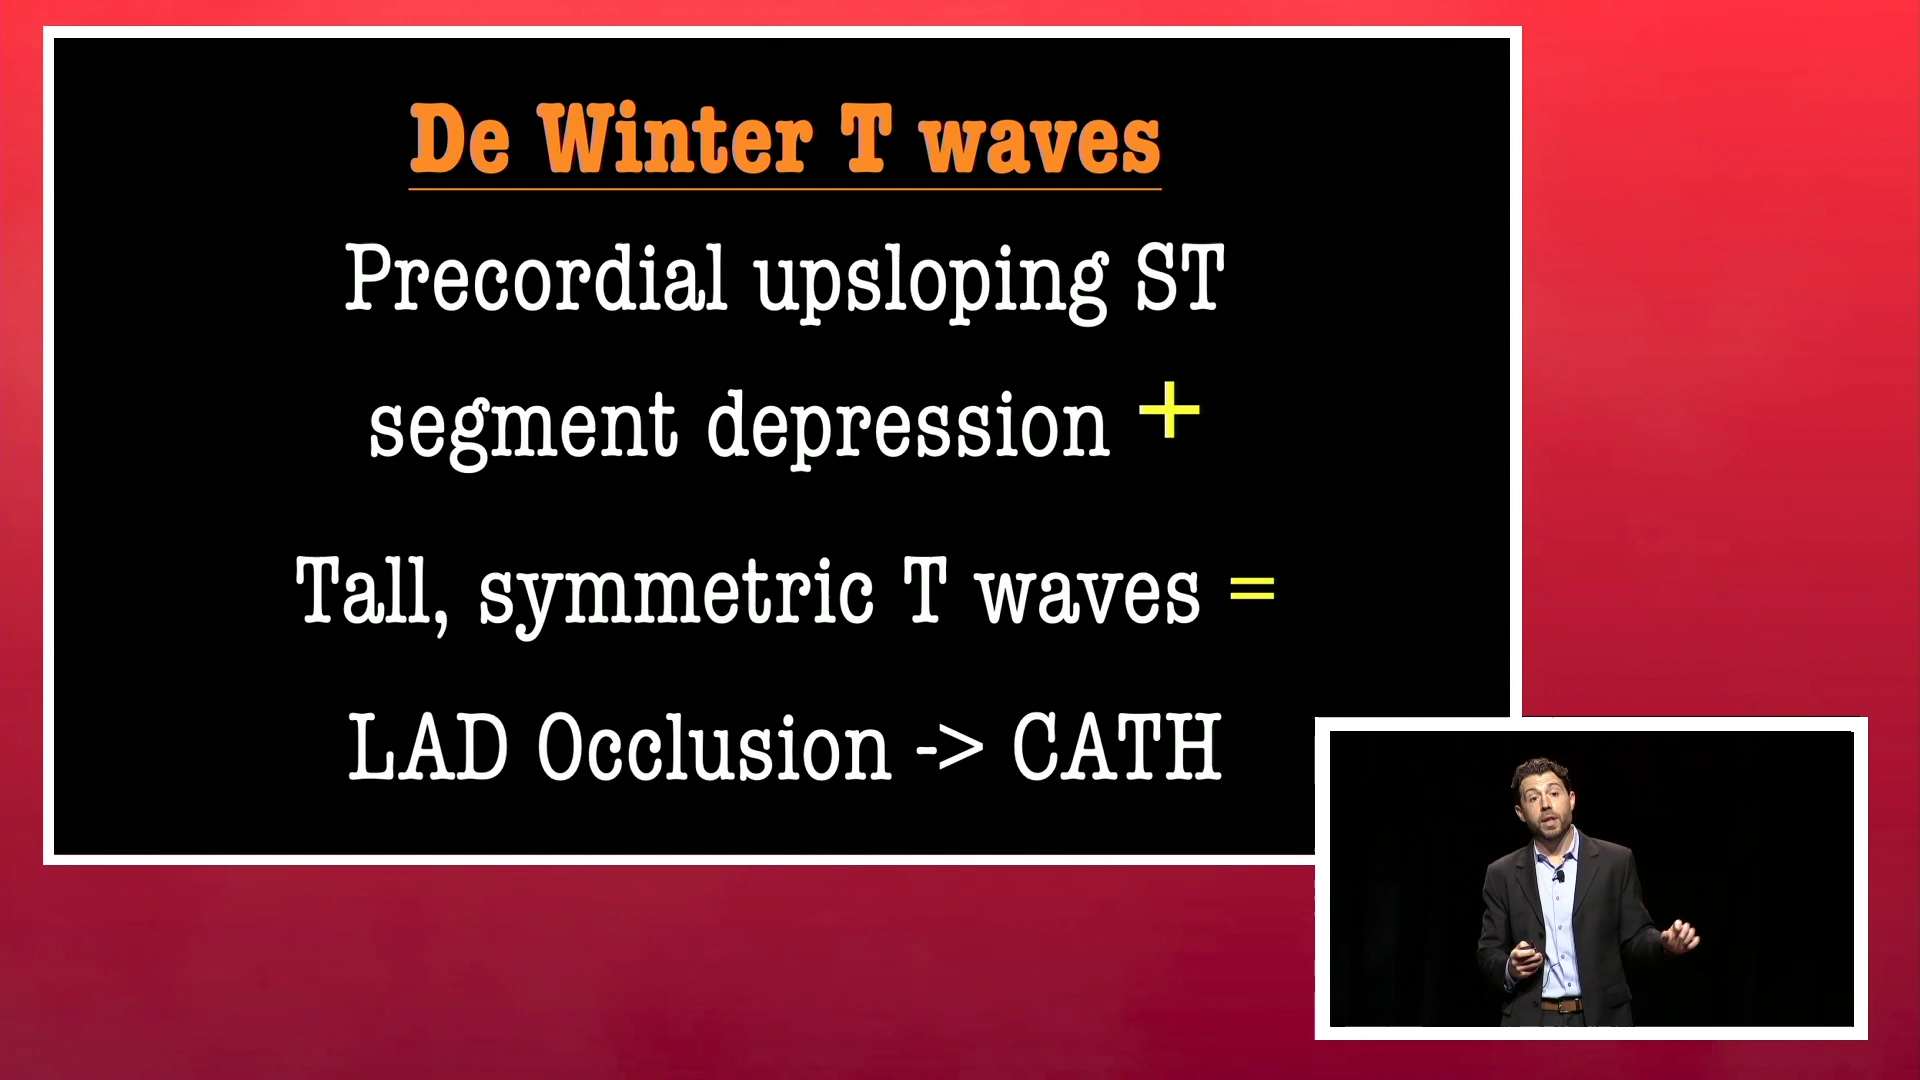 De Winter T waves
Precordial upsloping ST
segment depression +
Tall, symmetric T waves =
LAD Occlusion -> CATH